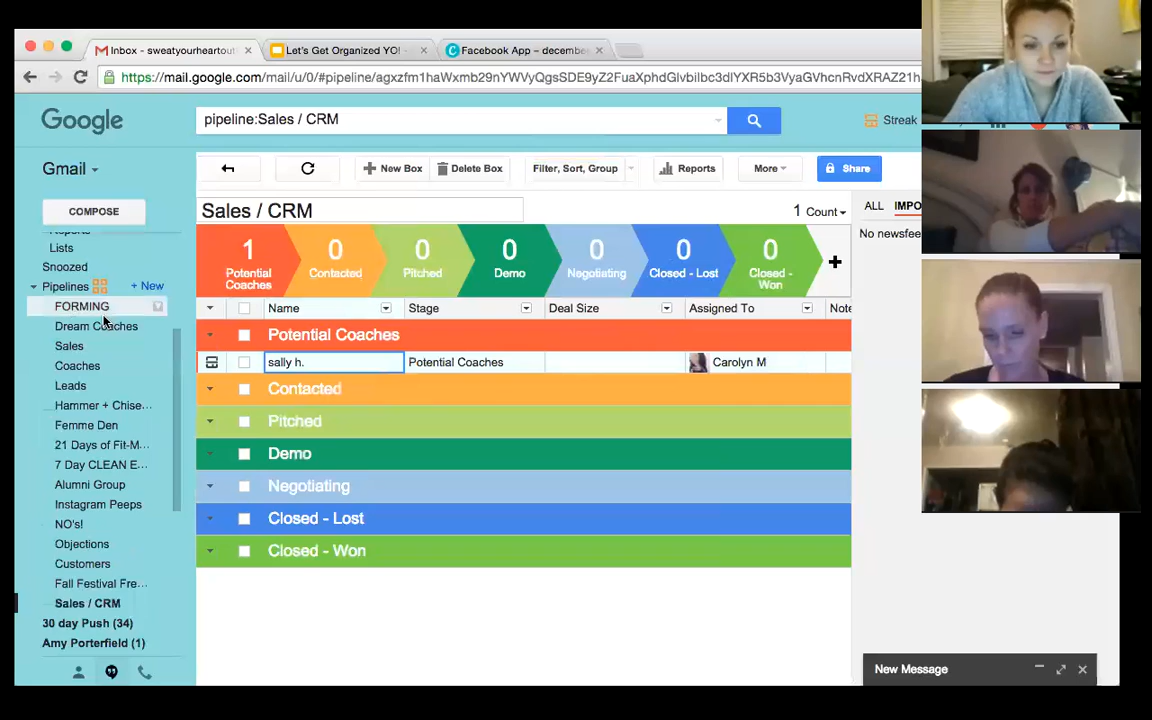 Inbox - sweatyourheartout
Let's Get Organized YO! -
Facebook App – decembe
https://mail.google.com/mail/u/0/#pipeline/
Google
pipeline:Sales / CRM
Streak
Gmail
New Box
Delete Box
Filter, Sort, Group
Reports
More
Share
COMPOSE
Sales / CRM
1 Count
ALL
IMPO
No newsfee
Reports
Lists
Snoozed
Pipelines
+ New
FORMING
Dream Coaches
Sales
Coaches
Leads
Hammer + Chise...
Femme Den
21 Days of Fit-M...
7 Day CLEAN E...
Alumni Group
Instagram Peeps
NO's!
Objections
Customers
Fall Festival Fre...
Sales / CRM
30 day Push (34)
Amy Porterfield (1)
1
Potential
Coaches
0
Contacted
0
Pitched
0
Demo
0
Negotiating
0
Closed - Lost
0
Closed -
Won
+
Name
Stage
Deal Size
Assigned To
Note
Potential Coaches
sally h.
Potential Coaches
Carolyn M
Contacted
Pitched
Demo
Negotiating
Closed - Lost
Closed - Won
New Message